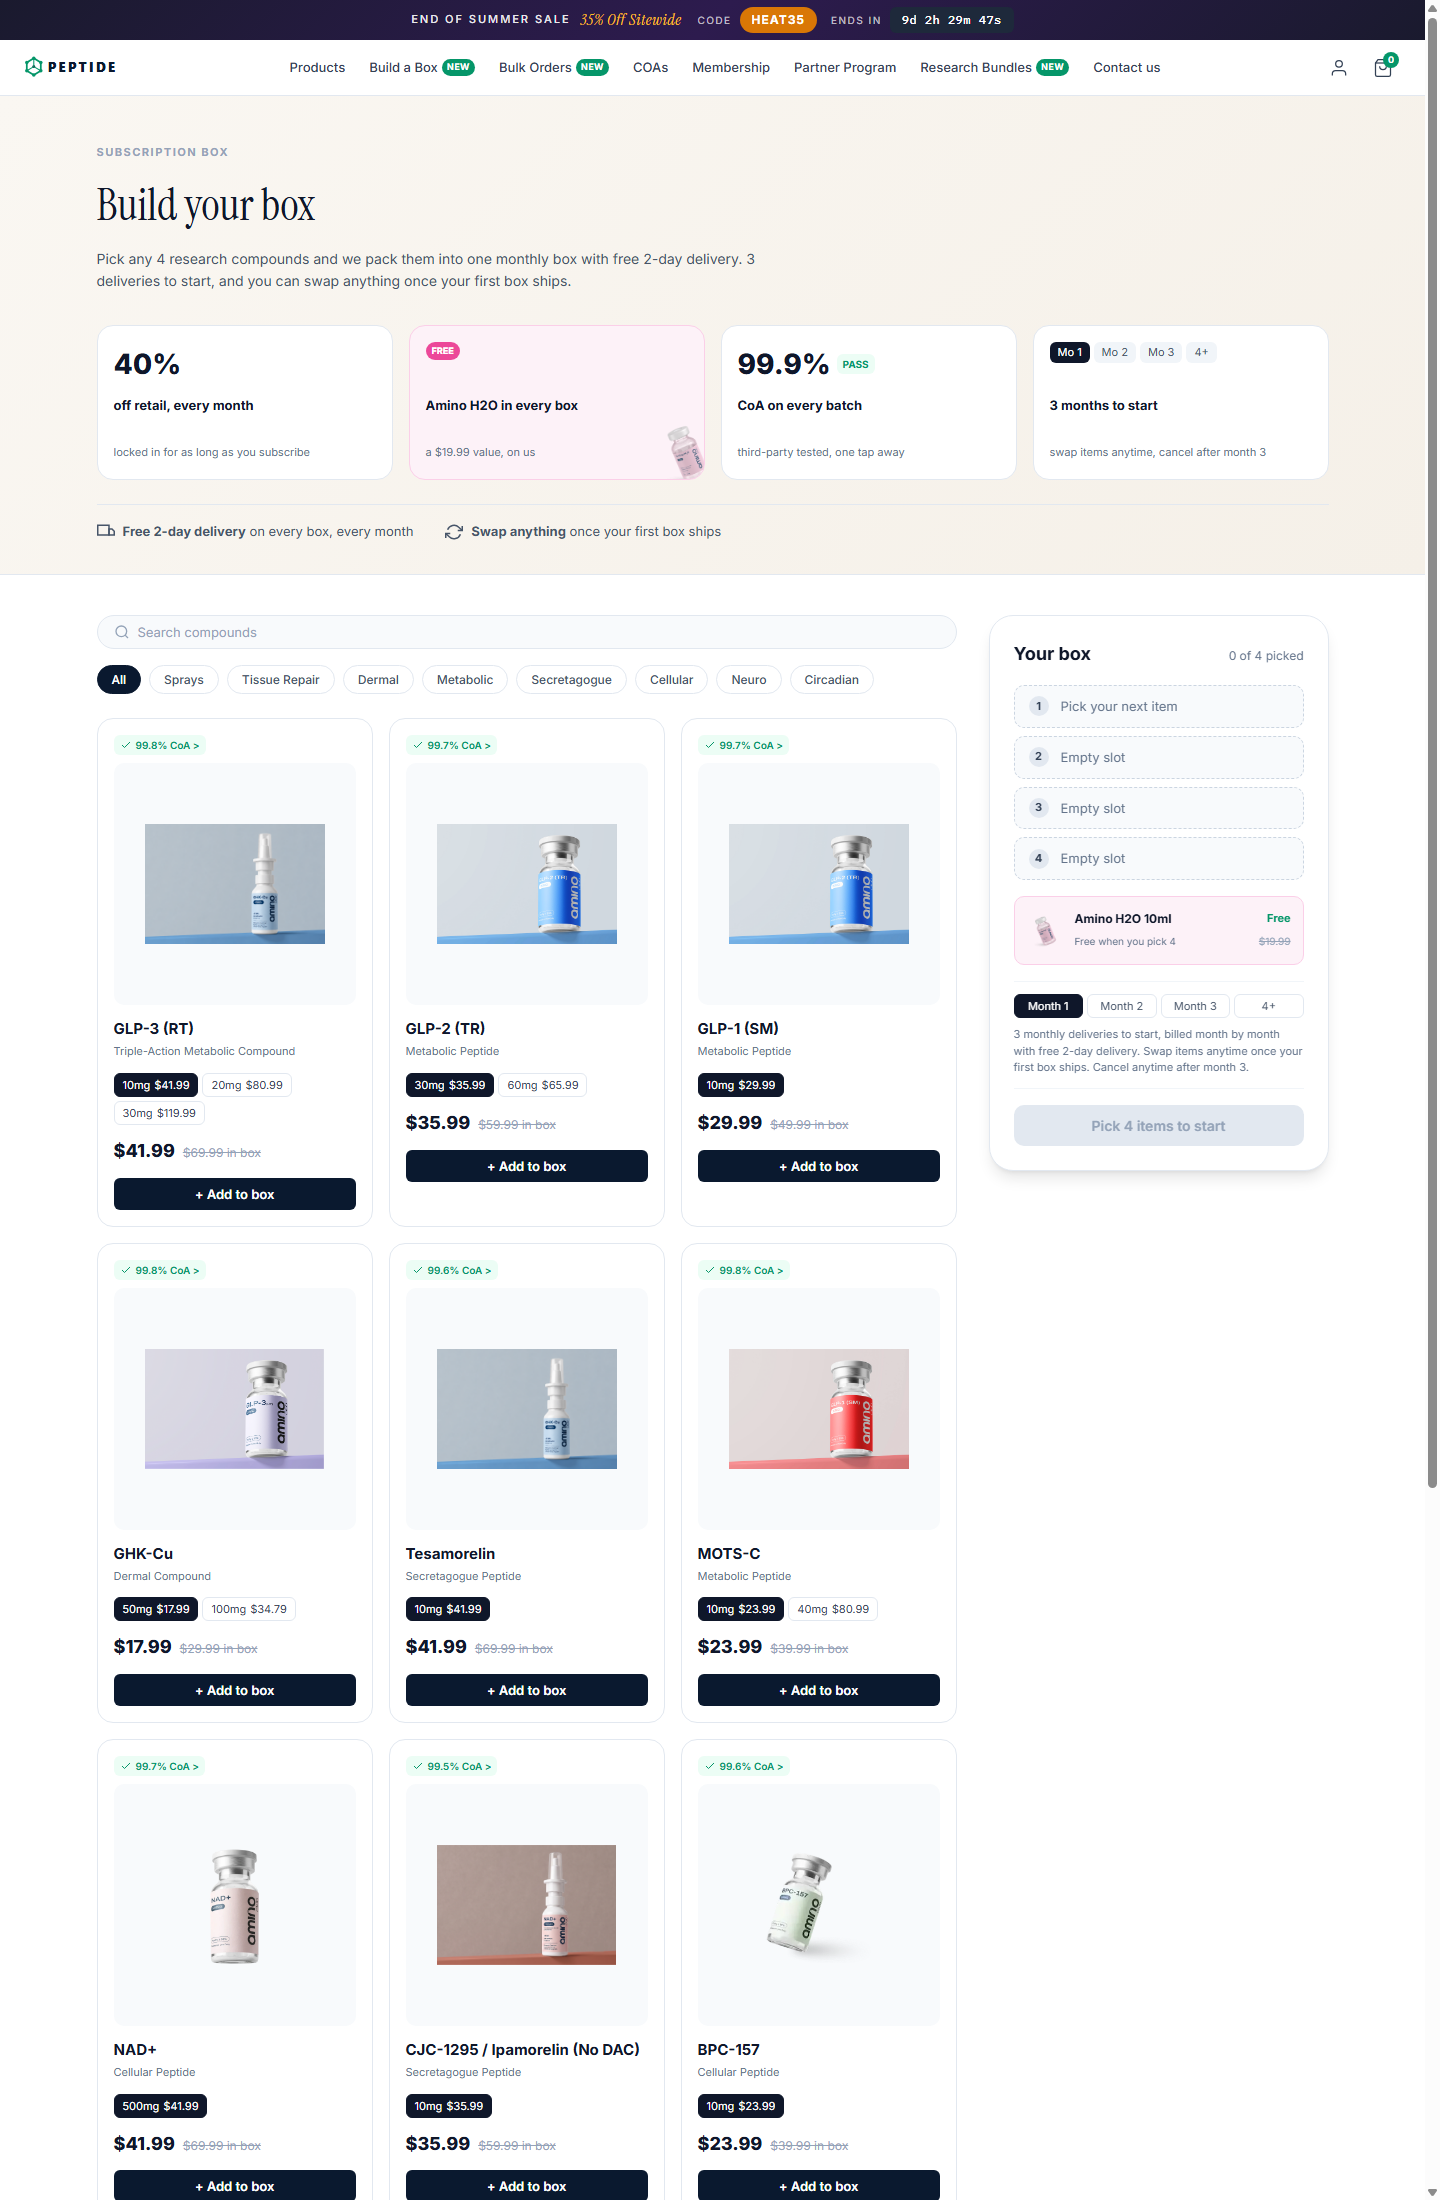 END OF SUMMER SALE 35% Off Sitewide CODE HEAT35 ENDS IN 9d 2h 29m 47s
PEPTIDE
Products
Build a Box NEW
Bulk Orders NEW
COAs
Membership
Partner Program
Research Bundles NEW
Contact us
0
SUBSCRIPTION BOX
Build your box
Pick any 4 research compounds and we pack them into one monthly box with free 2-day delivery. 3
deliveries to start, and you can swap anything once your first box ships.
40%
off retail, every month
locked in for as long as you subscribe
FREE
Amino H2O in every box
a $19.99 value, on us
99.9% PASS
CoA on every batch
third-party tested, one tap away
Mo 1 Mo 2 Mo 3 4+
3 months to start
swap items anytime, cancel after month 3
Free 2-day delivery on every box, every month
Swap anything once your first box ships
Search compounds
All Sprays Tissue Repair Dermal Metabolic Secretagogue Cellular Neuro Circadian
99.8% CoA >
amino
GLP-3 (RT)
Triple-Action Metabolic Compound
10mg $41.99 20mg $80.99
30mg $119.99
$41.99 $69.99 in box
+ Add to box
99.7% CoA >
amino
GLP-2 (TR)
Metabolic Peptide
30mg $35.99 60mg $65.99
$35.99 $59.99 in box
+ Add to box
99.7% CoA >
amino
GLP-1 (SM)
Metabolic Peptide
10mg $29.99
$29.99 $49.99 in box
+ Add to box
99.8% CoA >
amino
GHK-Cu
Dermal Compound
50mg $17.99 100mg $34.79
$17.99 $29.99 in box
+ Add to box
99.6% CoA >
amino
Tesamorelin
Secretagogue Peptide
10mg $41.99
$41.99 $69.99 in box
+ Add to box
99.8% CoA >
amino
MOTS-C
Metabolic Peptide
10mg $23.99 40mg $80.99
$23.99 $39.99 in box
+ Add to box
99.7% CoA >
NAD+
amino
NAD+
Cellular Peptide
500mg $41.99
$41.99 $69.99 in box
+ Add to box
99.5% CoA >
NAD+
amino
CJC-1295 / Ipamorelin (No DAC)
Secretagogue Peptide
10mg $35.99
$35.99 $59.99 in box
+ Add to box
99.6% CoA >
BPC-157
amino
BPC-157
Cellular Peptide
10mg $23.99
$23.99 $39.99 in box
+ Add to box
Your box 0 of 4 picked
1 Pick your next item
2 Empty slot
3 Empty slot
4 Empty slot
Amino H2O 10ml Free
Free when you pick 4 $19.99
Month 1 Month 2 Month 3 4+
3 monthly deliveries to start, billed month by month
with free 2-day delivery. Swap items anytime once your
first box ships. Cancel anytime after month 3.
Pick 4 items to start